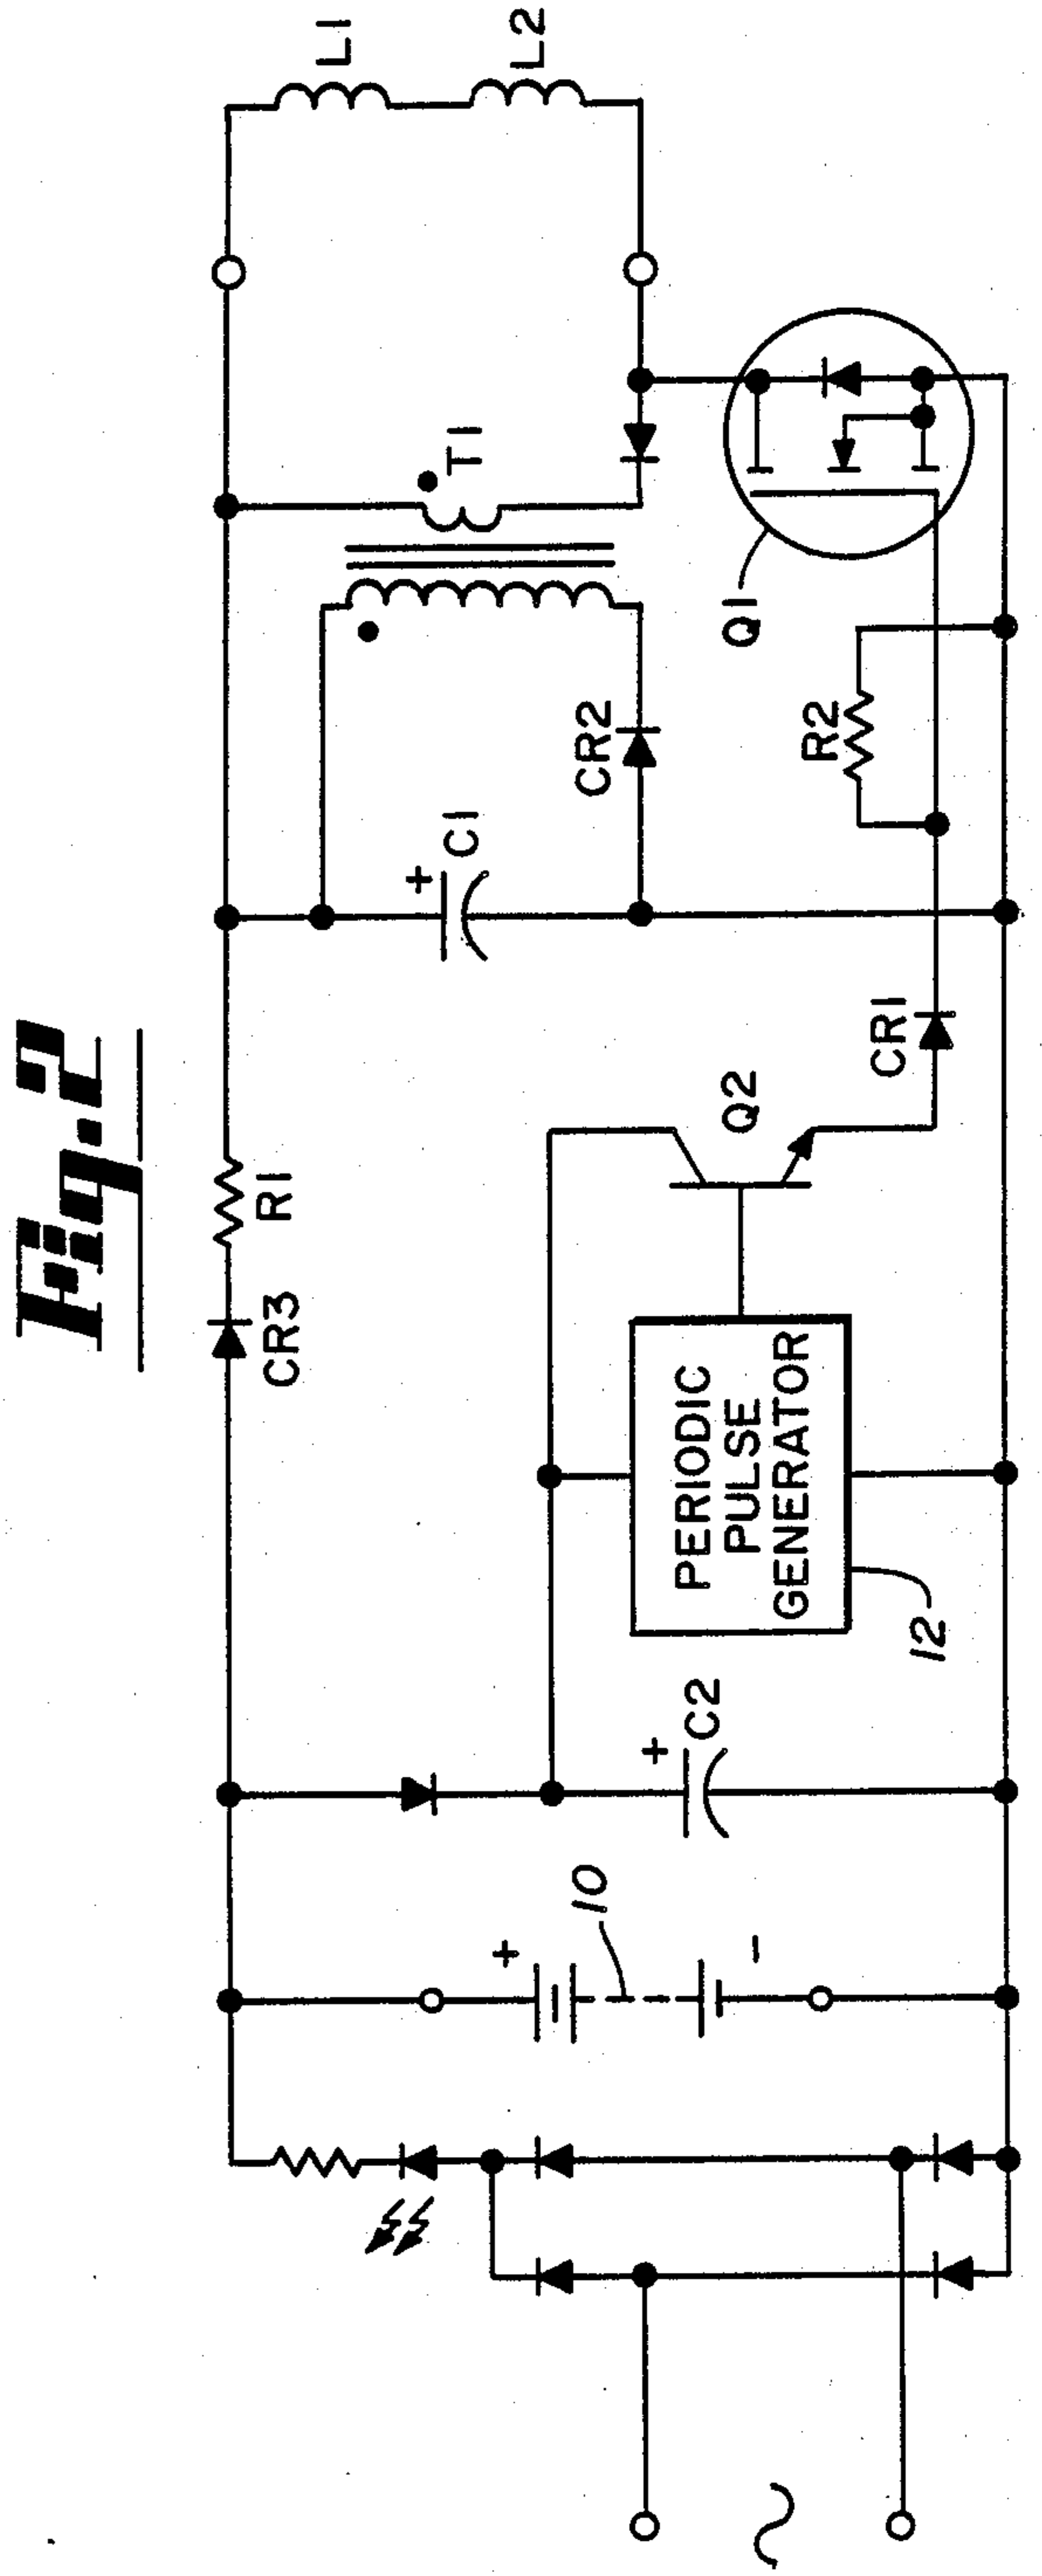 Fig. 2
CR3
R1
L1
L2
T1
C1
+
CR2
Q1
R2
CR1
Q2
PERIODIC
PULSE
GENERATOR
12
C2
+
10
+
-
~